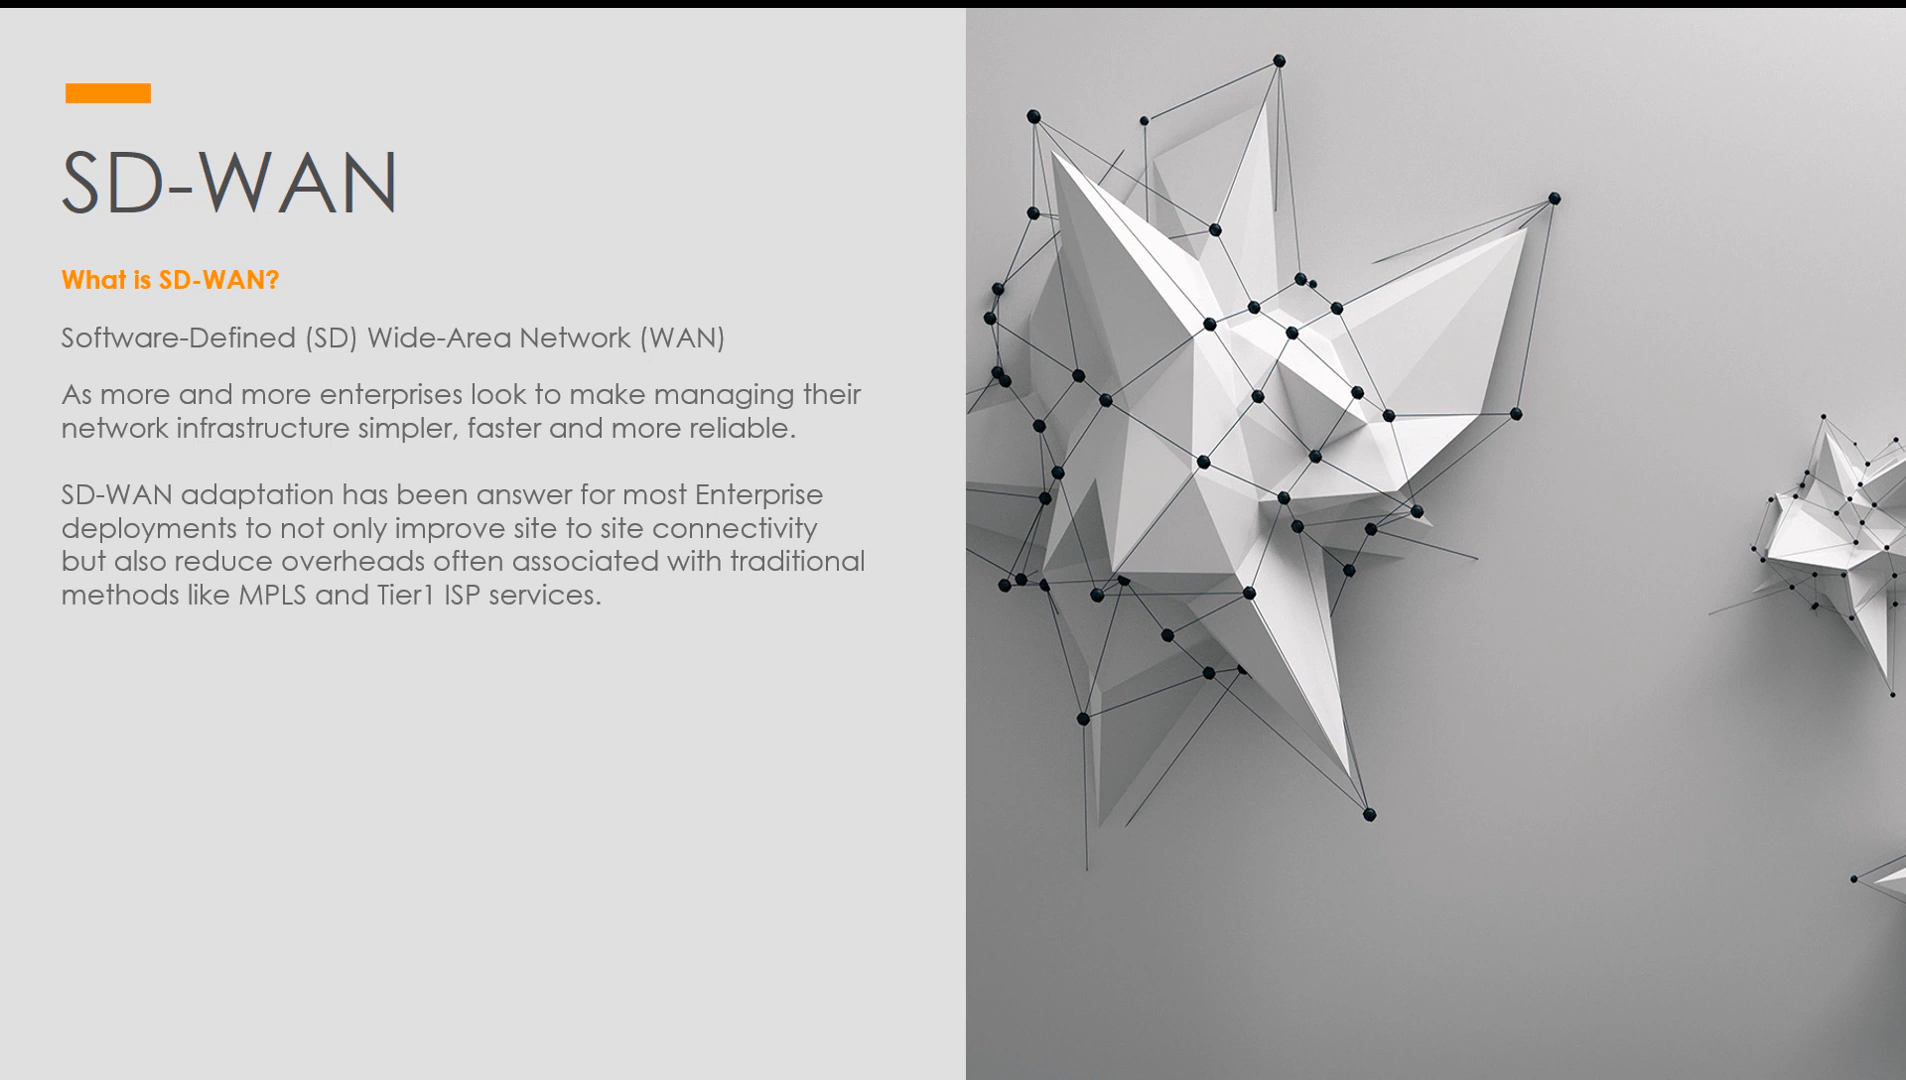 SD-WAN
What is SD-WAN?
Software-Defined (SD) Wide-Area Network (WAN)
As more and more enterprises look to make managing their
network infrastructure simpler, faster and more reliable.
SD-WAN adaptation has been answer for most Enterprise
deployments to not only improve site to site connectivity
but also reduce overheads often associated with traditional
methods like MPLS and Tier1 ISP services.